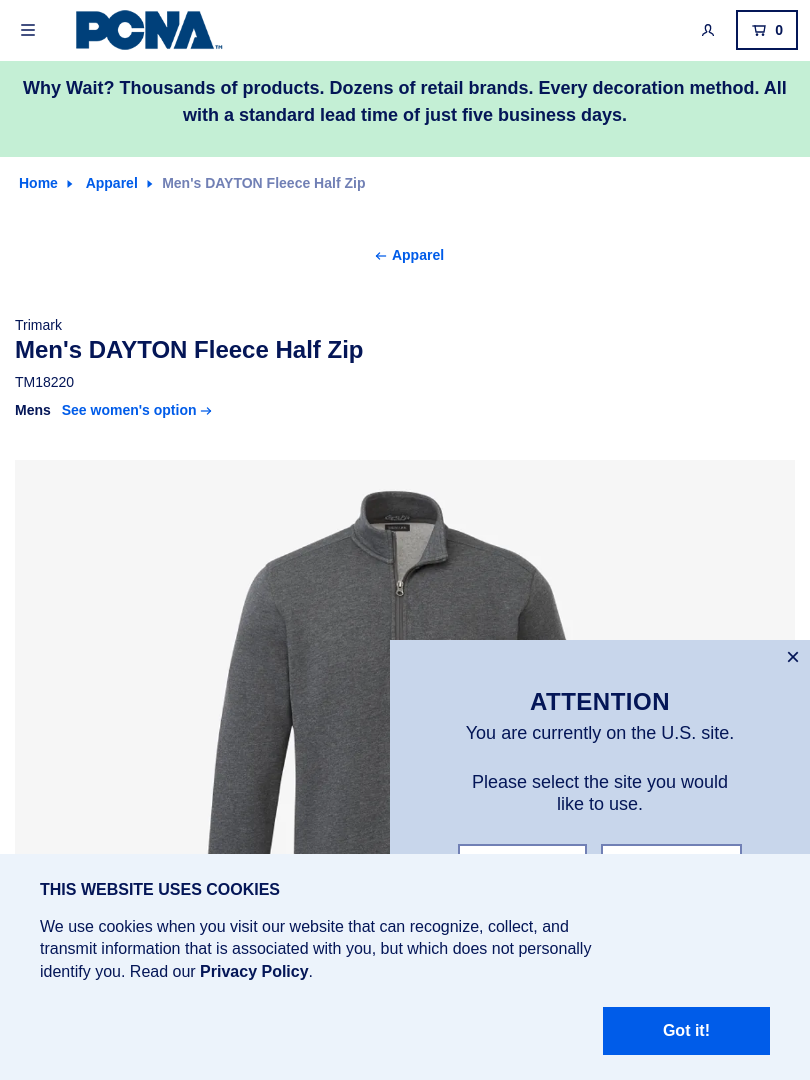 PCNA™
0
Why Wait? Thousands of products. Dozens of retail brands. Every decoration method. All
with a standard lead time of just five business days.
Home Apparel Men's DAYTON Fleece Half Zip
← Apparel
Trimark
Men's DAYTON Fleece Half Zip
TM18220
Mens See women's option →
ATTENTION
You are currently on the U.S. site.
Please select the site you would
like to use.
THIS WEBSITE USES COOKIES
We use cookies when you visit our website that can recognize, collect, and
transmit information that is associated with you, but which does not personally
identify you. Read our Privacy Policy.
Got it!